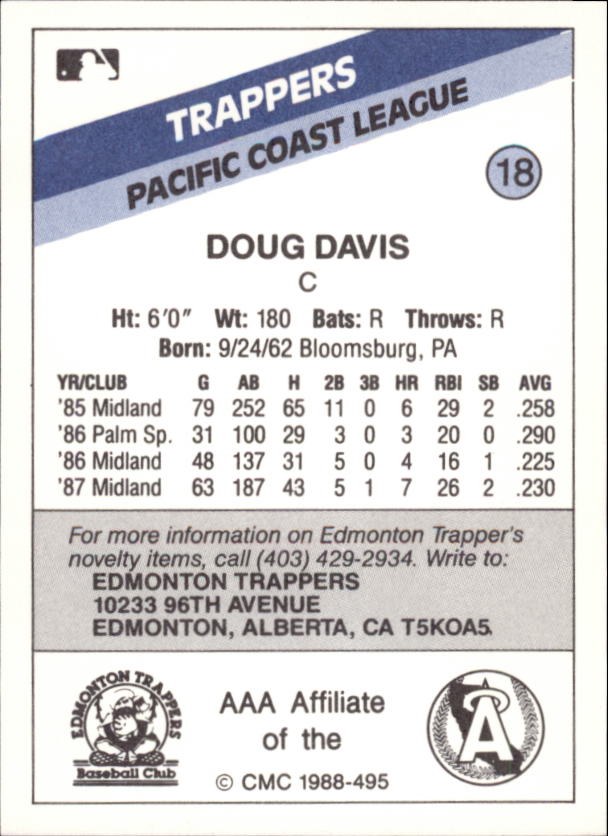 TRAPPERS
PACIFIC COAST LEAGUE
18
DOUG DAVIS
C
Ht: 6'0" Wt: 180 Bats: R Throws: R
Born: 9/24/62 Bloomsburg, PA
YR/CLUB G AB H 2B 3B HR RBI SB AVG
'85 Midland 79 252 65 11 0 6 29 2 .258
'86 Palm Sp. 31 100 29 3 0 3 20 0 .290
'86 Midland 48 137 31 5 0 4 16 1 .225
'87 Midland 63 187 43 5 1 7 26 2 .230
For more information on Edmonton Trapper's
novelty items, call (403) 429-2934. Write to:
EDMONTON TRAPPERS
10233 96TH AVENUE
EDMONTON, ALBERTA, CA T5KOA5.
EDMONTON TRAPPERS
Baseball Club
AAA Affiliate
of the
© CMC 1988-495
A